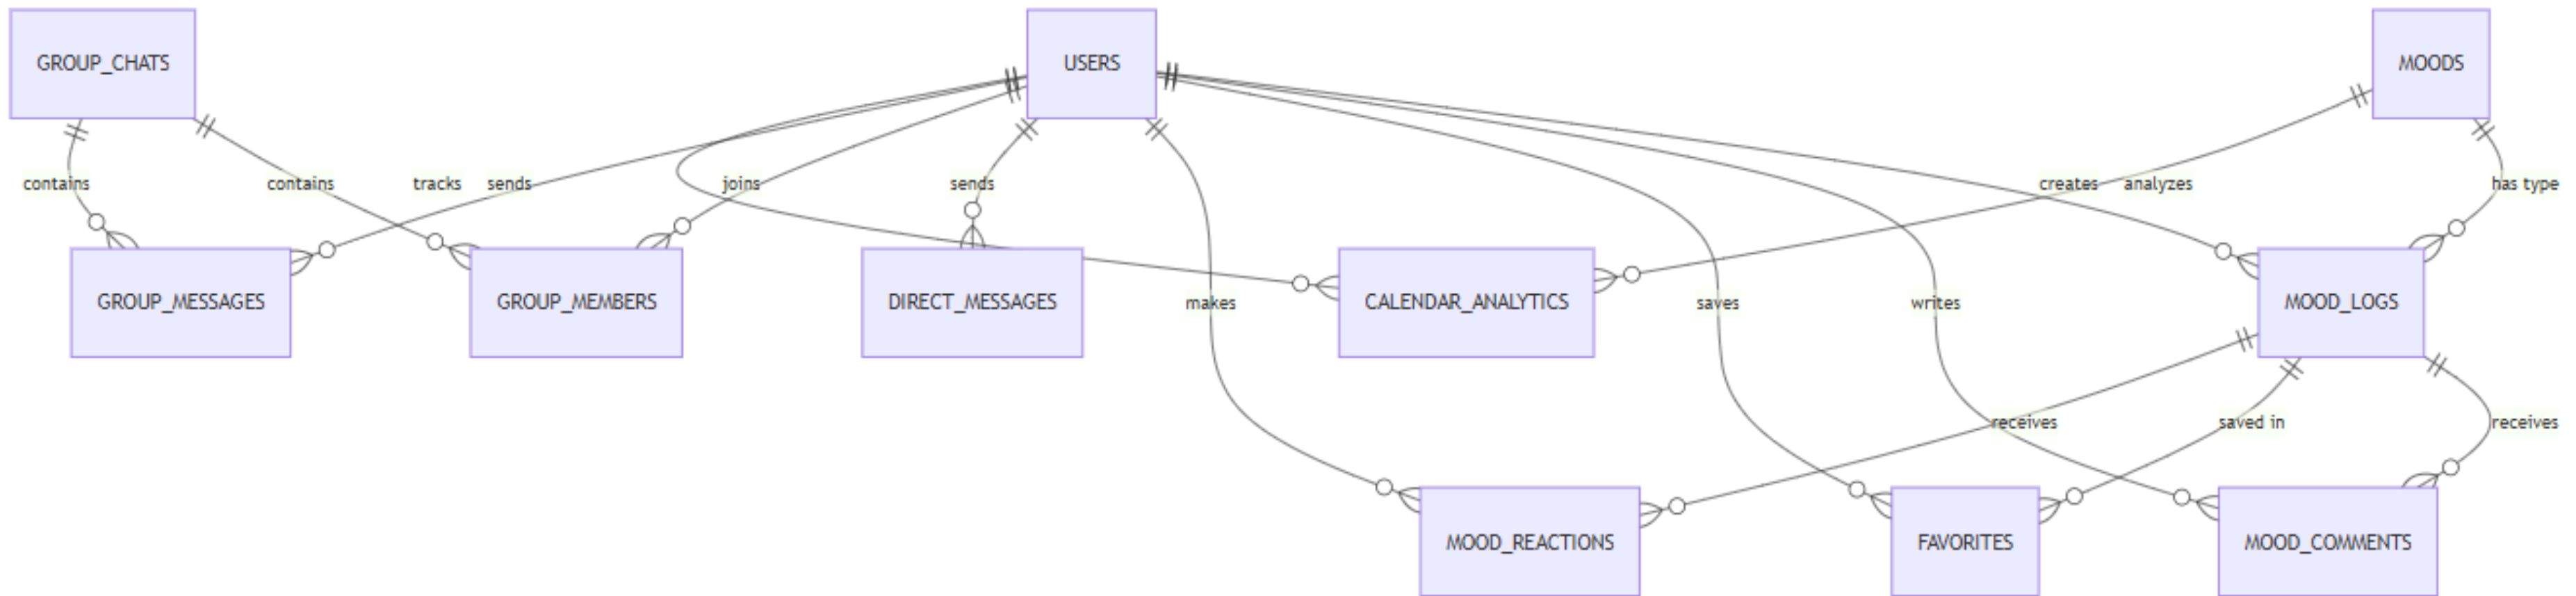 GROUP_CHATS
USERS
MOODS
contains
contains
tracks
sends
joins
sends
creates
analyzes
has type
GROUP_MESSAGES
GROUP_MEMBERS
DIRECT_MESSAGES
makes
CALENDAR_ANALYTICS
saves
writes
MOOD_LOGS
receives
saved in
receives
MOOD_REACTIONS
FAVORITES
MOOD_COMMENTS